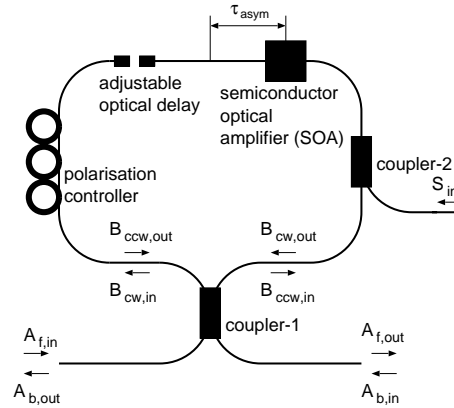 τasym
adjustable
optical delay
semiconductor
optical
amplifier (SOA)
coupler-2
Sin
polarisation
controller
Bccw,out
Bcw,out
Bcw,in
Bccw,in
coupler-1
Af,in
Af,out
Ab,out
Ab,in